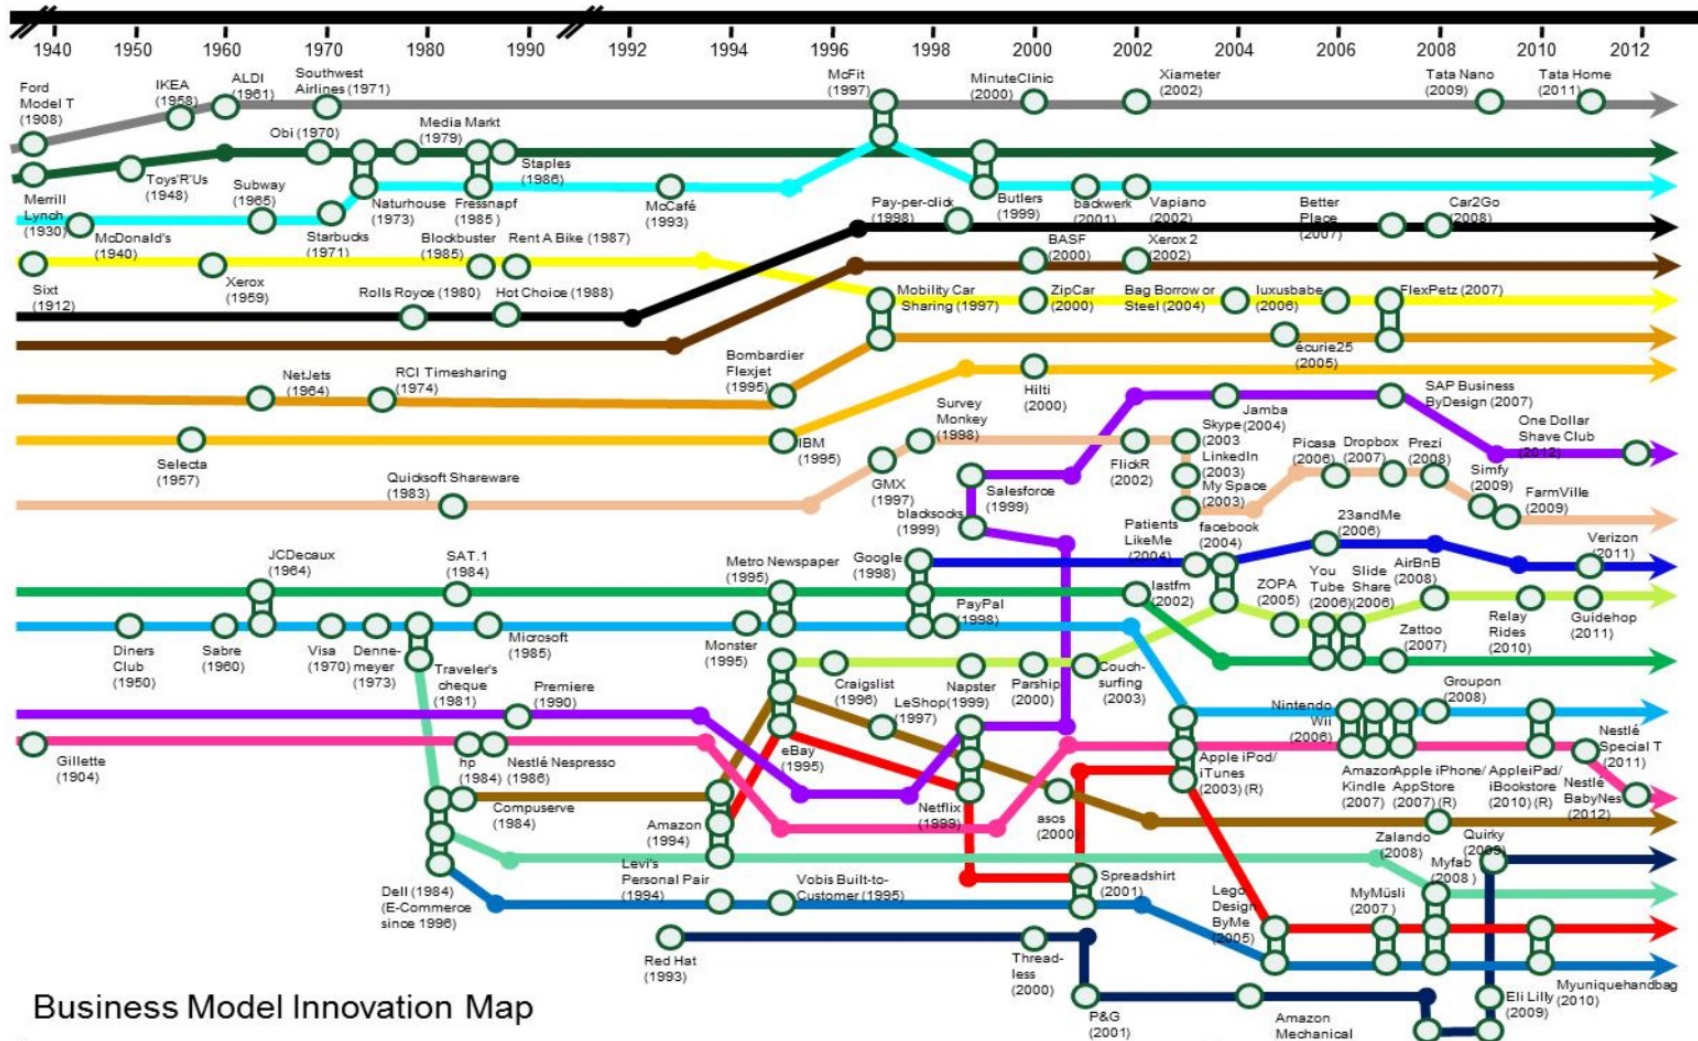 1940 1950 1960 1970 1980 1990 1992 1994 1996 1998 2000 2002 2004 2006 2008 2010 2012
Ford
Model T
(1908)
IKEA
(1958)
ALDI
(1961)
Southwest
Airlines (1971)
McFit
(1997)
MinuteClinic
(2000)
Xiameter
(2002)
Tata Nano
(2009)
Tata Home
(2011)
Obi (1970)
Media Markt
(1979)
Toys'R'Us
(1948)
Staples
(1986)
Merrill
Lynch
(1930)
McDonald's
(1940)
Subway
(1965)
Starbucks
(1971)
Naturhouse
(1973)
Fressnapf
(1985)
McCafé
(1993)
Butlers
(1999)
backwerk
(2001)
Vapiano
(2002)
Pay-per-click
(1998)
Better
Place
(2007)
Car2Go
(2008)
Sixt
(1912)
Xerox
(1959)
Blockbuster
(1985)
Rent A Bike (1987)
BASF
(2000)
Xerox 2
(2002)
Rolls Royce (1980)
Hot Choice (1988)
Mobility Car
Sharing (1997)
ZipCar
(2000)
Bag Borrow or
Steel (2004)
luxusbabe
(2006)
FlexPetz (2007)
écurie25
(2005)
NetJets
(1964)
RCI Timesharing
(1974)
Bombardier
Flexjet
(1995)
Hilti
(2000)
Selecta
(1957)
IBM
(1995)
Survey
Monkey
(1998)
Jamba
(2004)
SAP Business
ByDesign (2007)
One Dollar
Shave Club
(2012)
Quicksoft Shareware
(1983)
GMX
(1997)
FlickR
(2002)
Skype
(2003
LinkedIn
(2003)
My Space
(2003)
Picasa
(2006)
Dropbox
(2007)
Prezi
(2008)
Simfy
(2009)
FarmVille
(2009)
Salesforce
(1999)
blacksocks
(1999)
Patients
LikeMe
(2004)
facebook
(2004)
23andMe
(2006)
Verizon
(2011)
JCDecaux
(1964)
SAT.1
(1984)
Metro Newspaper
(1995)
Google
(1998)
lastfm
(2002)
ZOPA
(2005)
You
Tube
(2006)
Slide
Share
(2006)
AirBnB
(2008)
Diners
Club
(1950)
Sabre
(1960)
Visa
(1970)
Denne-
meyer
(1973)
Traveler's
cheque
(1981)
Microsoft
(1985)
Monster
(1995)
PayPal
(1998)
Zattoo
(2007)
Relay
Rides
(2010)
Guidehop
(2011)
Craigslist
(1996)
Napster
(1999)
Parship
(2000)
Couch-
surfing
(2003)
Premiere
(1990)
LeShop
(1997)
Gillette
(1904)
hp
(1984)
Nestlé Nespresso
(1986)
eBay
(1995)
Netflix
(1999)
Apple iPod/
iTunes
(2003) (R)
Nintendo
Wii
(2006)
Groupon
(2008)
Nestlé
Special T
(2011)
Compuserve
(1984)
Amazon
(1994)
asos
(2000)
Amazon
Kindle
(2007)
Apple iPhone/
AppStore
(2007) (R)
AppleiPad/
iBookstore
(2010) (R)
Nestlé
BabyNes
(2012)
Dell (1984)
(E-Commerce
since 1996)
Levi's
Personal Pair
(1994)
Vobis Built-to-
Customer (1995)
Spreadshirt
(2001)
Lego
Design
ByMe
(2005)
Zalando
(2008)
Myfab
(2008)
Quirky
(2009)
MyMüsli
(2007)
Red Hat
(1993)
Thread-
less
(2000)
P&G
(2001)
Amazon
Mechanical
Eli Lilly
(2009)
Myuniquehandbag
(2010)
Business Model Innovation Map